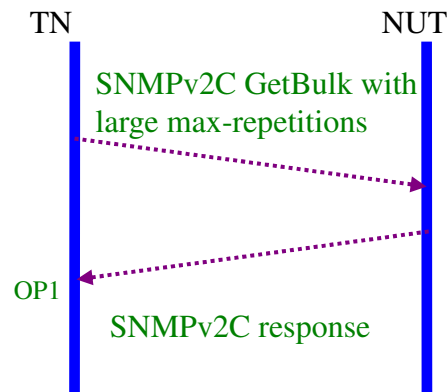 TN
NUT
SNMPv2C GetBulk with
large max-repetitions
OP1
SNMPv2C response